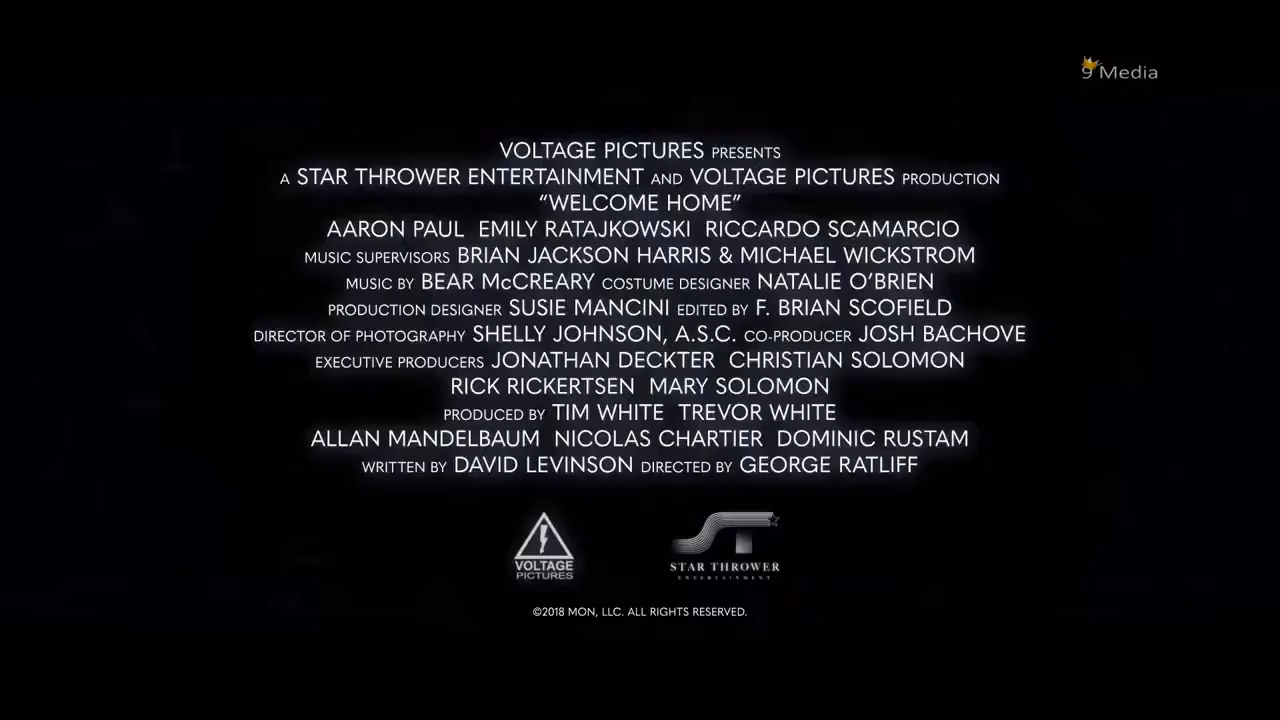 9 Media
VOLTAGE PICTURES PRESENTS
A STAR THROWER ENTERTAINMENT AND VOLTAGE PICTURES PRODUCTION
“WELCOME HOME”
AARON PAUL EMILY RATAJKOWSKI RICCARDO SCAMARCIO
MUSIC SUPERVISORS BRIAN JACKSON HARRIS & MICHAEL WICKSTROM
MUSIC BY BEAR McCREARY COSTUME DESIGNER NATALIE O’BRIEN
PRODUCTION DESIGNER SUSIE MANCINI EDITED BY F. BRIAN SCOFIELD
DIRECTOR OF PHOTOGRAPHY SHELLY JOHNSON, A.S.C. CO-PRODUCER JOSH BACHOVE
EXECUTIVE PRODUCERS JONATHAN DECKTER CHRISTIAN SOLOMON
RICK RICKERTSEN MARY SOLOMON
PRODUCED BY TIM WHITE TREVOR WHITE
ALLAN MANDELBAUM NICOLAS CHARTIER DOMINIC RUSTAM
WRITTEN BY DAVID LEVINSON DIRECTED BY GEORGE RATLIFF
VOLTAGE
PICTURES
ST
STAR THROWER
ENTERTAINMENT
©2018 MON, LLC. ALL RIGHTS RESERVED.